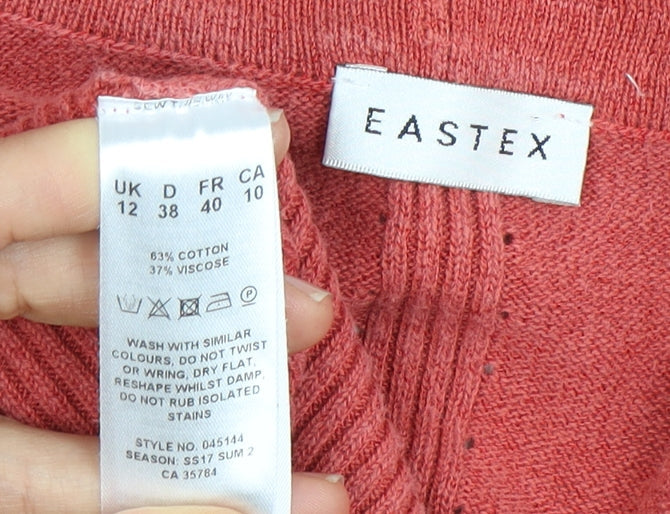 UK D FR CA
12 38 40 10
63% COTTON
37% VISCOSE
P
WASH WITH SIMILAR
COLOURS, DO NOT TWIST
OR WRING, DRY FLAT,
RESHAPE WHILST DAMP,
DO NOT RUB ISOLATED
STAINS
STYLE NO. 045144
SEASON: SS17 SUM 2
CA 35784
EASTEX